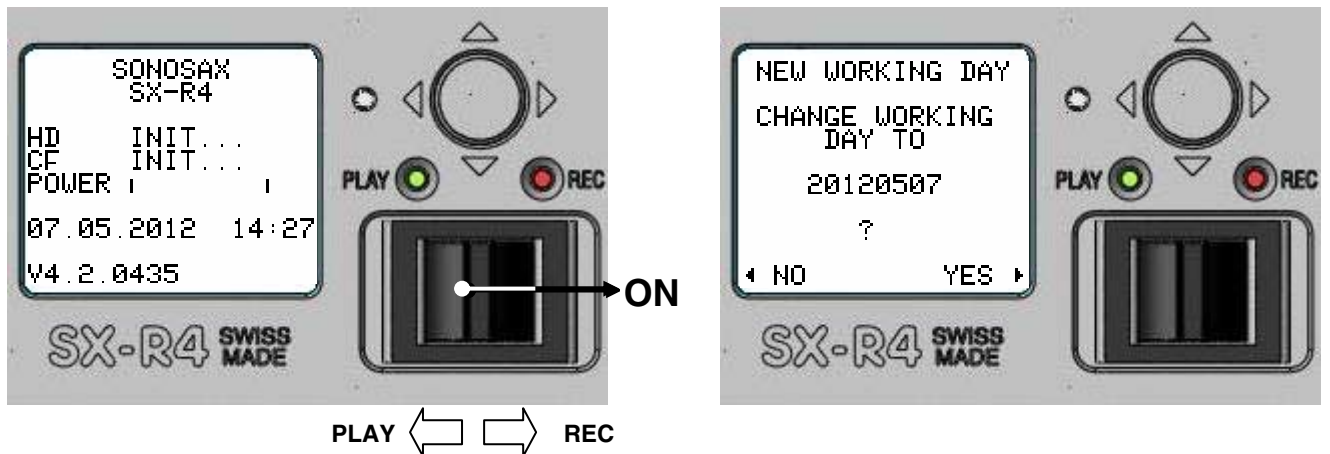 SONOSAX
SX-R4
HD INIT...
CF INIT...
POWER
07.05.2012 14:27
V4.2.0435
PLAY
REC
ON
SX-R4 SWISS MADE
PLAY
REC
NEW WORKING DAY
CHANGE WORKING
DAY TO
20120507
?
NO YES
PLAY
REC
SX-R4 SWISS MADE